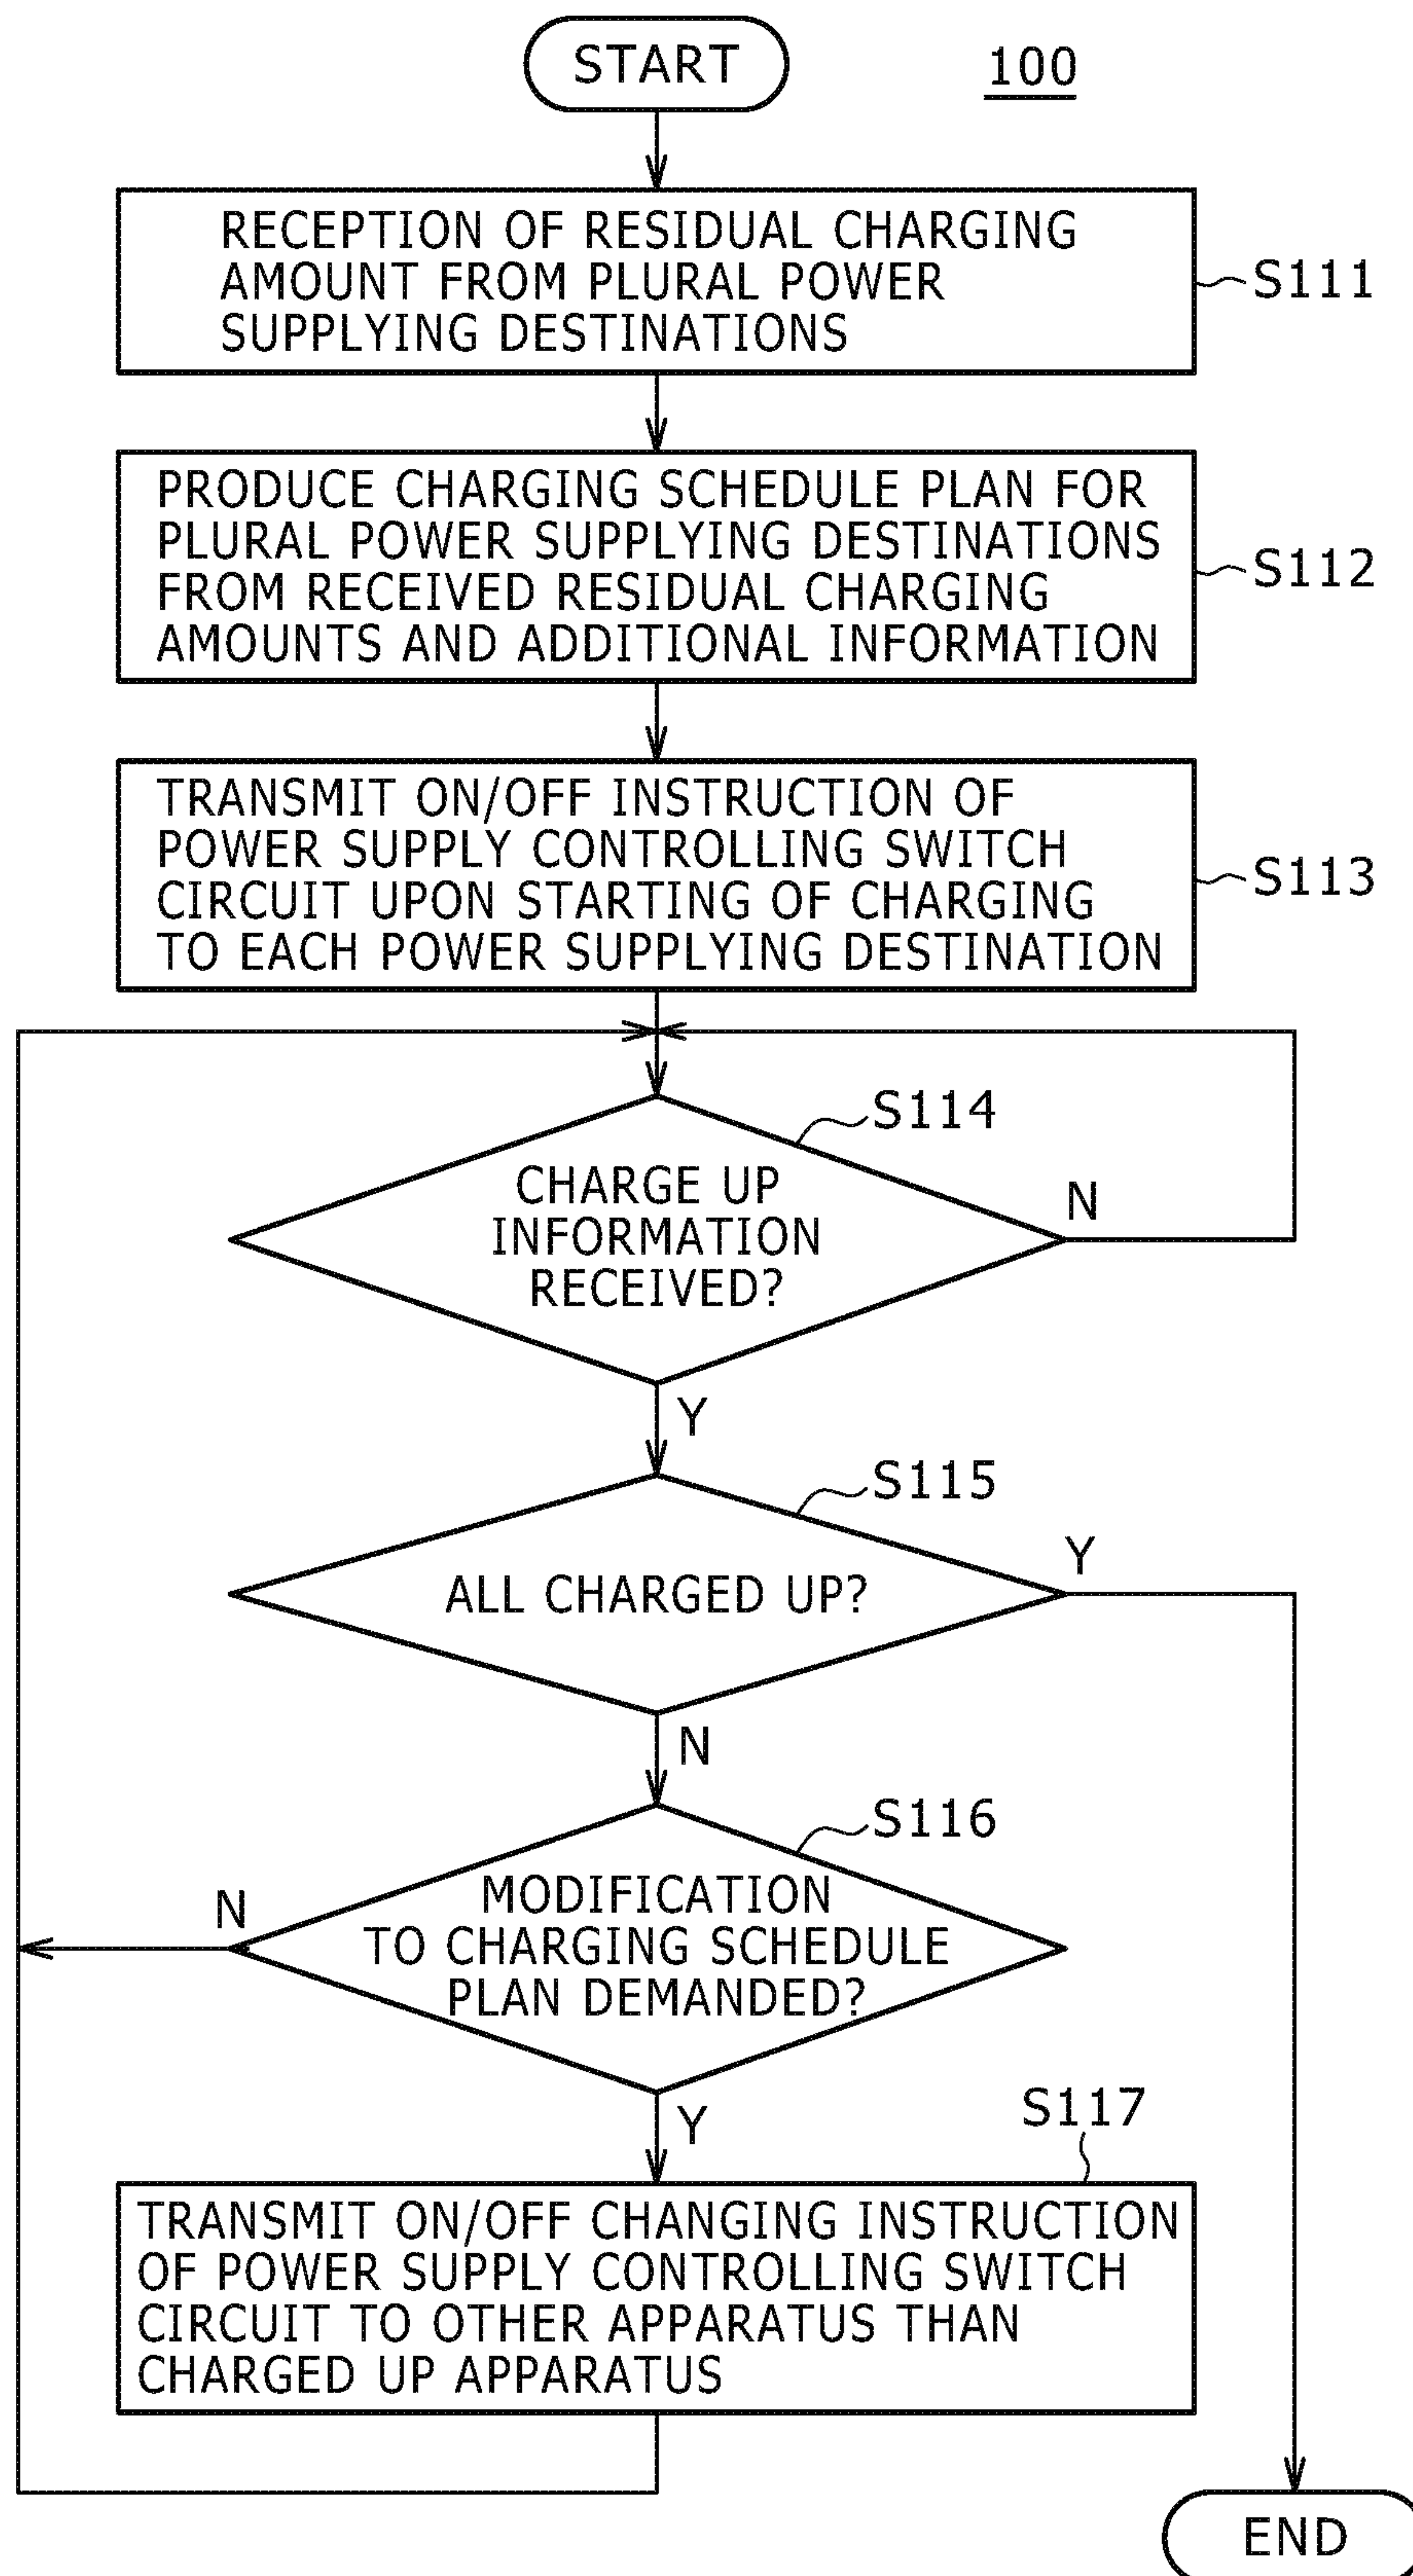 START
100
RECEPTION OF RESIDUAL CHARGING
AMOUNT FROM PLURAL POWER
SUPPLYING DESTINATIONS
S111
PRODUCE CHARGING SCHEDULE PLAN FOR
PLURAL POWER SUPPLYING DESTINATIONS
FROM RECEIVED RESIDUAL CHARGING
AMOUNTS AND ADDITIONAL INFORMATION
S112
TRANSMIT ON/OFF INSTRUCTION OF
POWER SUPPLY CONTROLLING SWITCH
CIRCUIT UPON STARTING OF CHARGING
TO EACH POWER SUPPLYING DESTINATION
S113
S114
CHARGE UP
INFORMATION
RECEIVED?
N
Y
S115
ALL CHARGED UP?
Y
N
S116
MODIFICATION
TO CHARGING SCHEDULE
PLAN DEMANDED?
N
Y
S117
TRANSMIT ON/OFF CHANGING INSTRUCTION
OF POWER SUPPLY CONTROLLING SWITCH
CIRCUIT TO OTHER APPARATUS THAN
CHARGED UP APPARATUS
END